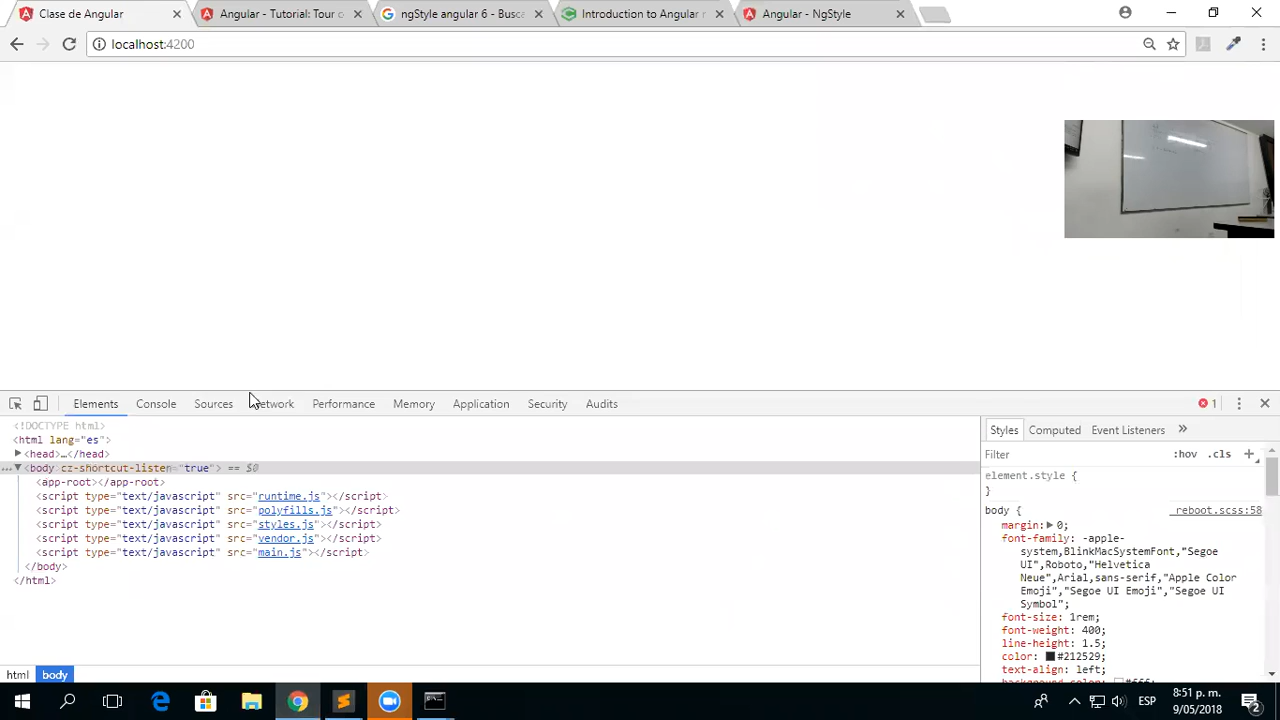 Clase de Angular
Angular - Tutorial: Tour o
ngStyle angular 6 - Busc
Introduction to Angular
Angular - NgStyle
localhost:4200
Elements
Console
Sources
Network
Performance
Memory
Application
Security
Audits
1
<!DOCTYPE html>
<html lang="es">
<head>…</head>
<body cz-shortcut-listen="true"> == $0
<app-root></app-root>
<script type="text/javascript" src="runtime.js"></script>
<script type="text/javascript" src="polyfills.js"></script>
<script type="text/javascript" src="styles.js"></script>
<script type="text/javascript" src="vendor.js"></script>
<script type="text/javascript" src="main.js"></script>
</body>
</html>
html body
Styles Computed Event Listeners
Filter :hov .cls
element.style {
}
body { _reboot.scss:58
margin: 0;
font-family: -apple-
system,BlinkMacSystemFont,"Segoe
UI",Roboto,"Helvetica
Neue",Arial,sans-serif,"Apple Color
Emoji","Segoe UI Emoji","Segoe UI
Symbol";
font-size: 1rem;
font-weight: 400;
line-height: 1.5;
color: #212529;
text-align: left;
background-color: #fff;
ESP
8:51 p. m.
9/05/2018
2